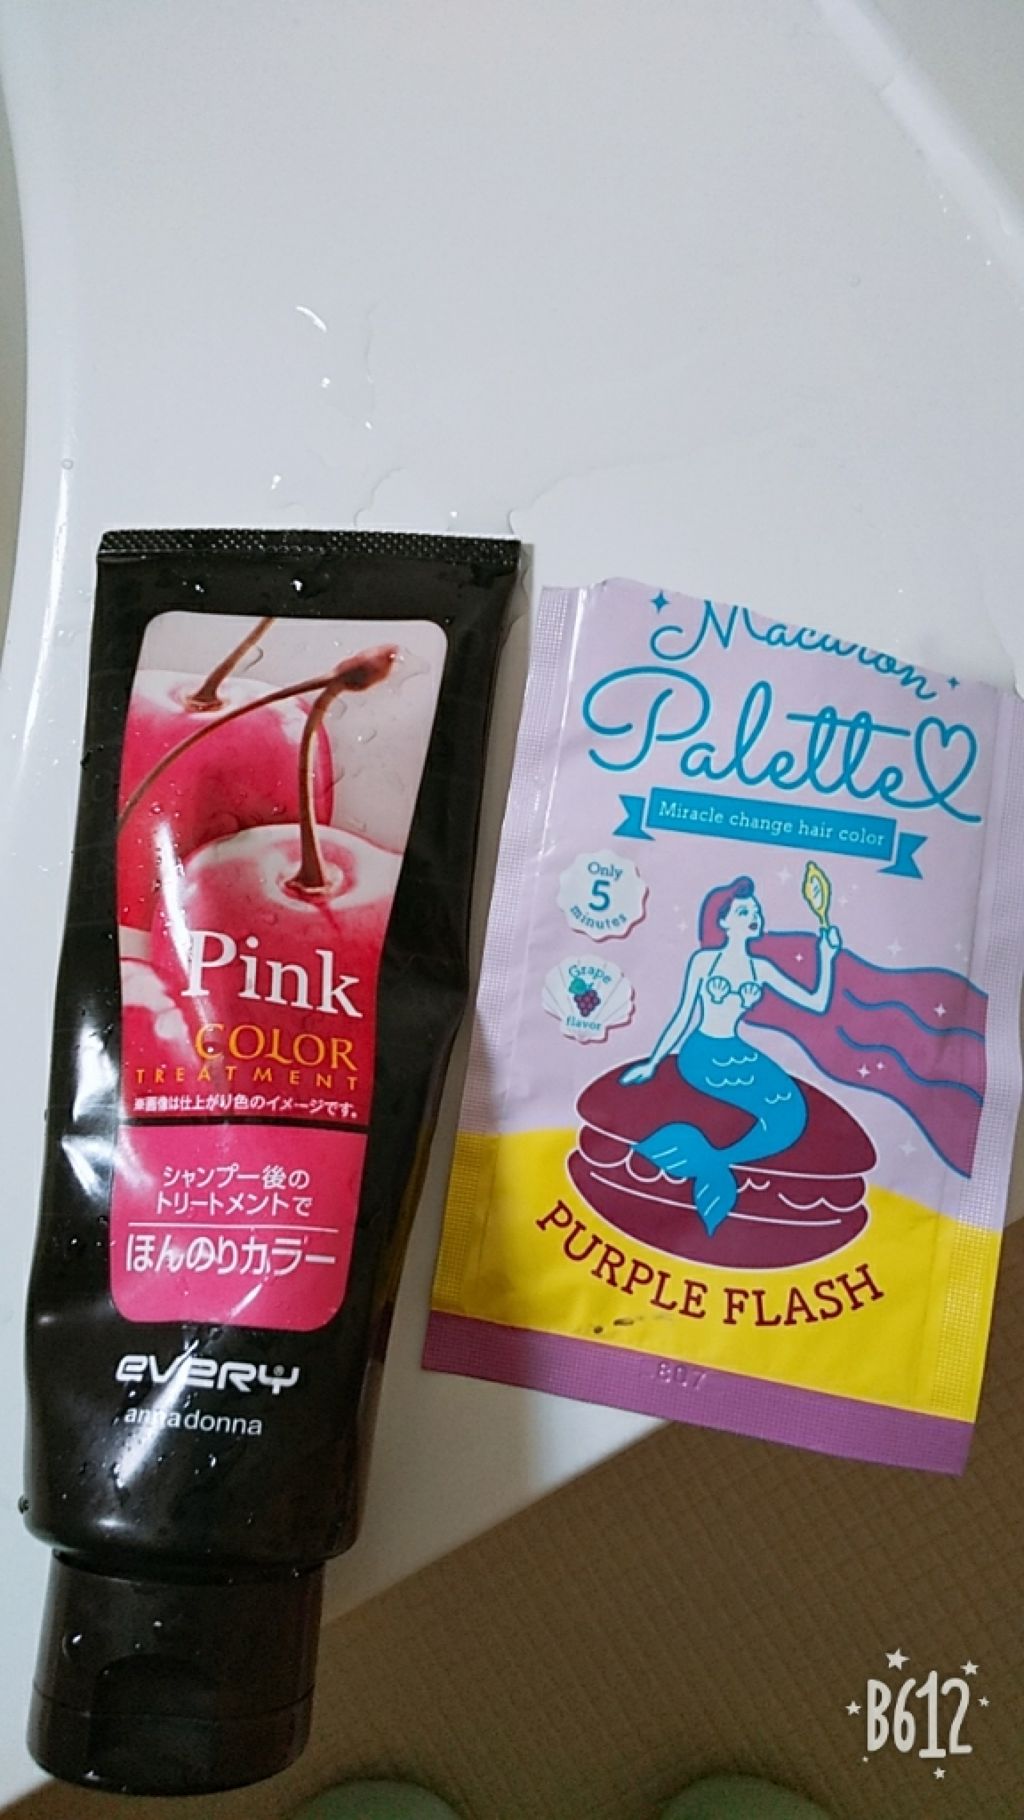 Pink
COLOR
TREATMENT
※画像は仕上がり色のイメージです。
シャンプー後の
トリートメントで
ほんのりカラー
every
annadonna
Macaron
Palette
Miracle change hair color
Only
5
minutes
Grape
flavor
PURPLE FLASH
807
B612